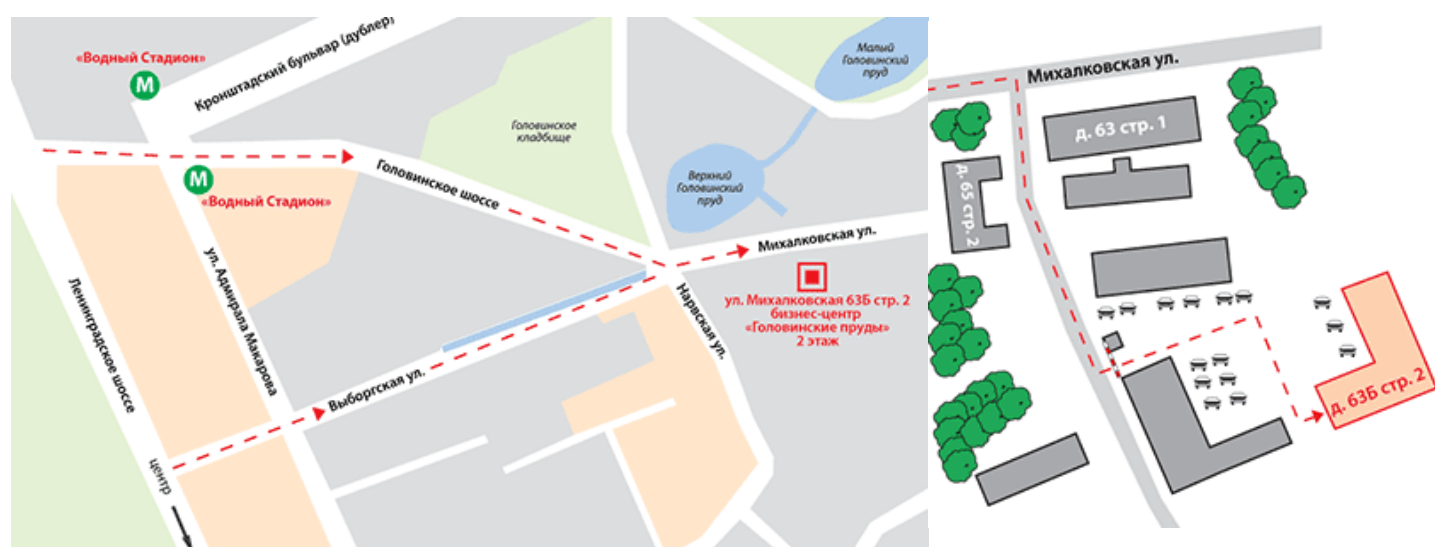 «Водный Стадион»
М
Кронштадский бульвар (дублер)
Малый
Головинский
пруд
Головинское
кладбище
Головинское шоссе
М
«Водный Стадион»
Верхний
Головинский
пруд
Михалковская ул.
ул. Михалковская 63Б стр. 2
бизнес-центр
«Головинские пруды»
2 этаж
Ленинградское шоссе
ул. Адмирала Макарова
Нарвская ул.
Выборгская ул.
центр
Михалковская ул.
д. 63 стр. 1
д. 65 стр. 2
д. 63Б стр. 2